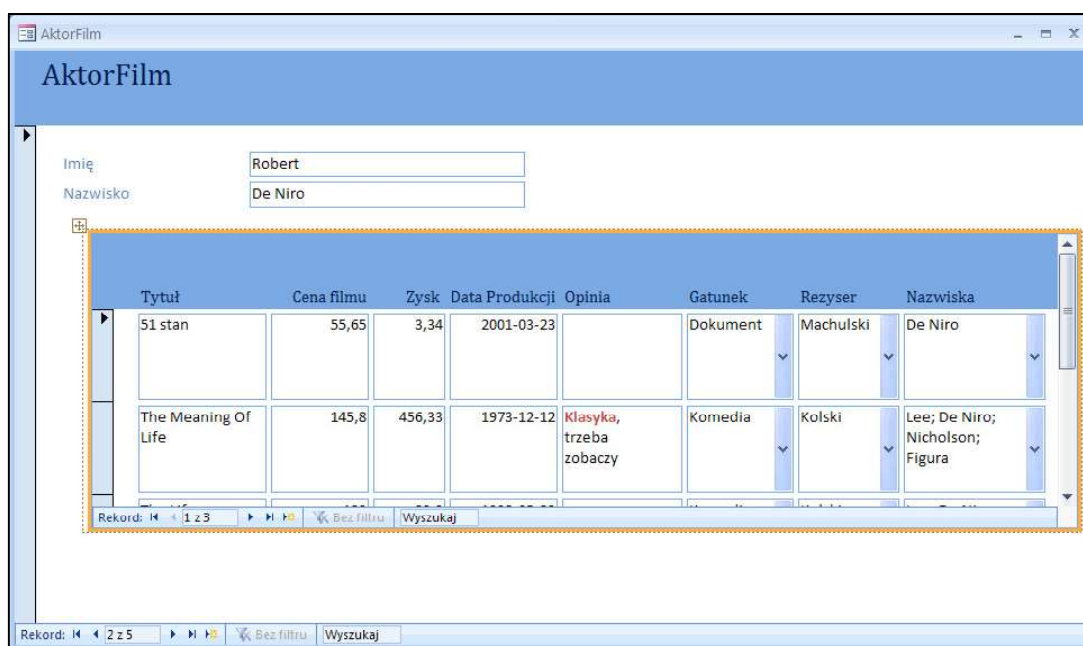 AktorFilm
AktorFilm
Imię Robert
Nazwisko De Niro
Tytuł Cena filmu Zysk Data Produkcji Opinia Gatunek Rezyser Nazwiska
51 stan 55,65 3,34 2001-03-23 Dokument Machulski De Niro
The Meaning Of Life 145,8 456,33 1973-12-12 Klasyka, trzeba zobaczy Komedia Kolski Lee; De Niro; Nicholson; Figura
Rekord: 1 z 3 Bez filtru Wyszukaj
Rekord: 2 z 5 Bez filtru Wyszukaj